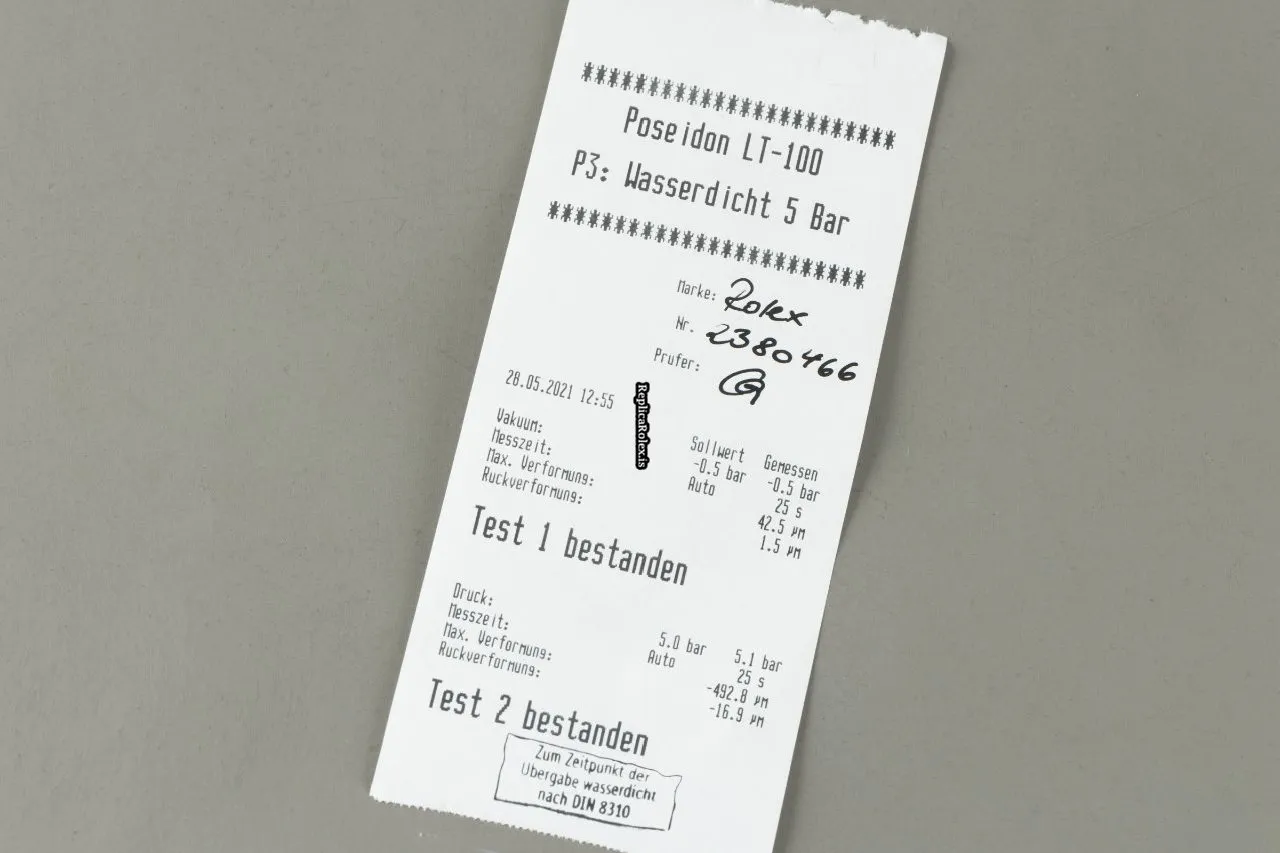 ************************
Poseidon LT-100
P3: Wasserdicht 5 Bar
************************
Marke: Rolex
Nr. 2380466
Prufer:
28.05.2021 12:55
ReplicaRolex.is
Sollwert Gemessen
Vakuum: -0.5 bar -0.5 bar
Messzeit: Auto 25 s
Max. Verformung: 42.5 µm
Ruckverformung: 1.5 µm
Test 1 bestanden
Druck: 5.0 bar 5.1 bar
Messzeit: Auto 25 s
Max. Verformung: -492.8 µm
Ruckverformung: -16.9 µm
Test 2 bestanden
Zum Zeitpunkt der
Übergabe wasserdicht
nach DIN 8310